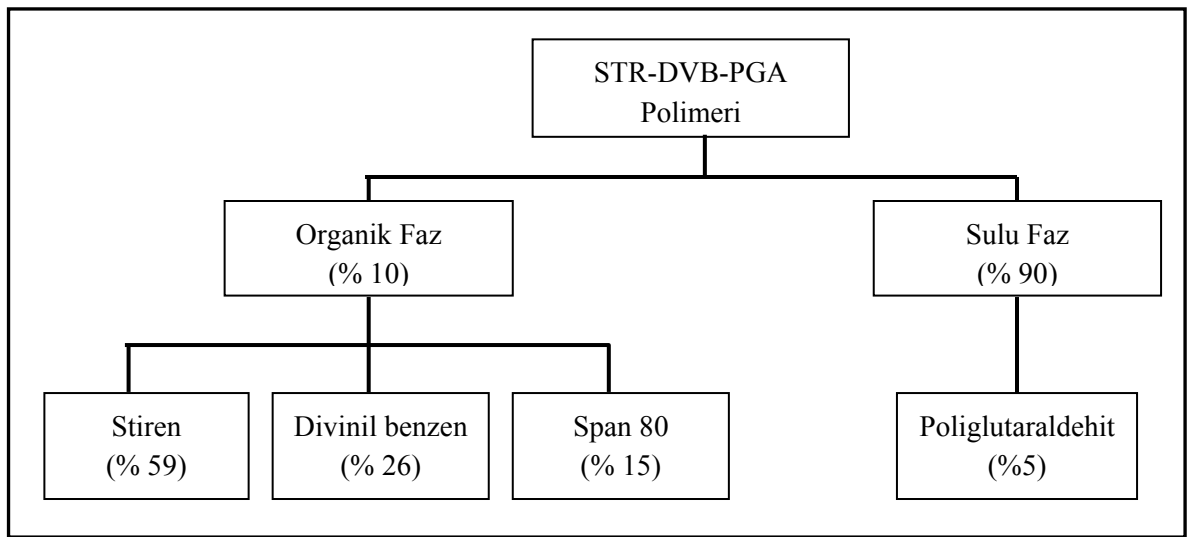 STR-DVB-PGA
Polimeri
Organik Faz
(% 10)
Sulu Faz
(% 90)
Stiren
(% 59)
Divinil benzen
(% 26)
Span 80
(% 15)
Poliglutaraldehit
(%5)